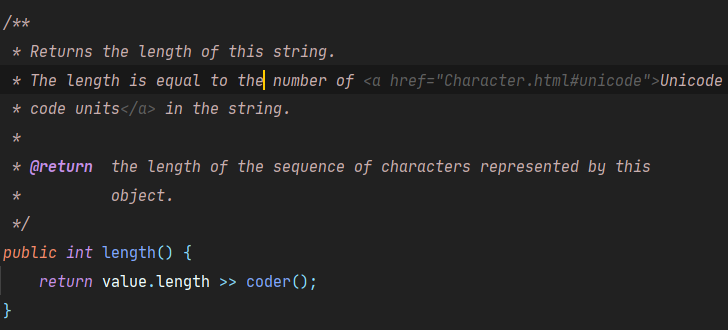 /**
 * Returns the length of this string.
 * The length is equal to the number of <a href="Character.html#unicode">Unicode
 * code units</a> in the string.
 *
 * @return  the length of the sequence of characters represented by this
 *          object.
 */
public int length() {
    return value.length >> coder();
}